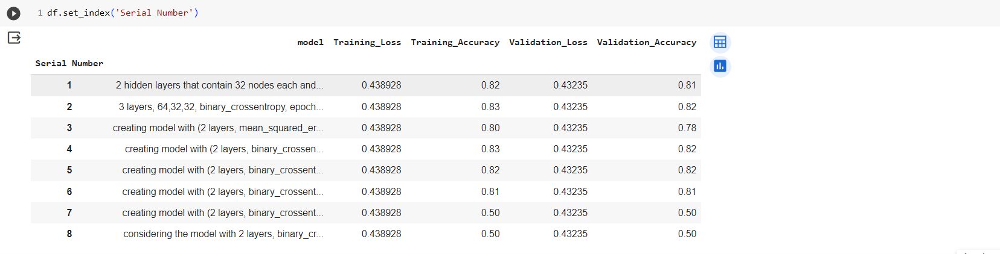 1 df.set_index('Serial Number')
model Training_Loss Training_Accuracy Validation_Loss Validation_Accuracy
Serial Number
1 2 hidden layers that contain 32 nodes each and... 0.438928 0.82 0.43235 0.81
2 3 layers, 64,32,32, binary_crossentropy, epoch... 0.438928 0.83 0.43235 0.82
3 creating model with (2 layers, mean_squared_er... 0.438928 0.80 0.43235 0.78
4 creating model with (2 layers, binary_crossen... 0.438928 0.83 0.43235 0.82
5 creating model with (2 layers, binary_crossent... 0.438928 0.82 0.43235 0.82
6 creating model with (2 layers, binary_crossent... 0.438928 0.81 0.43235 0.81
7 creating model with (2 layers, binary_crossent... 0.438928 0.50 0.43235 0.50
8 considering the model with 2 layers, binary_cr... 0.438928 0.50 0.43235 0.50